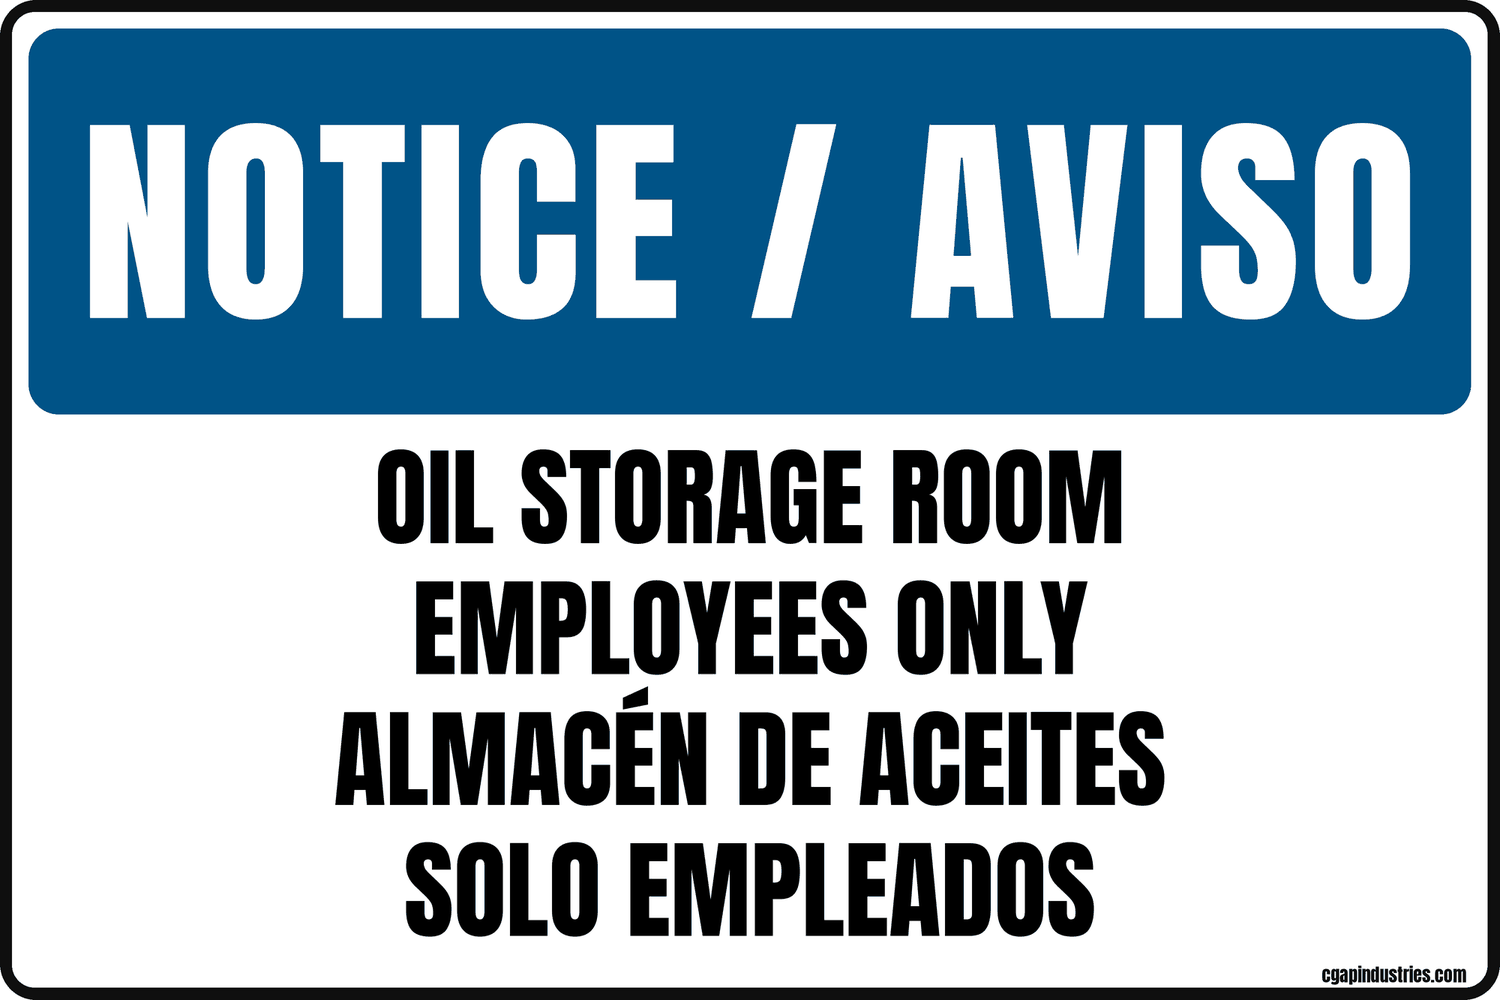 NOTICE / AVISO
OIL STORAGE ROOM
EMPLOYEES ONLY
ALMACÉN DE ACEITES
SOLO EMPLEADOS
cgapindustries.com